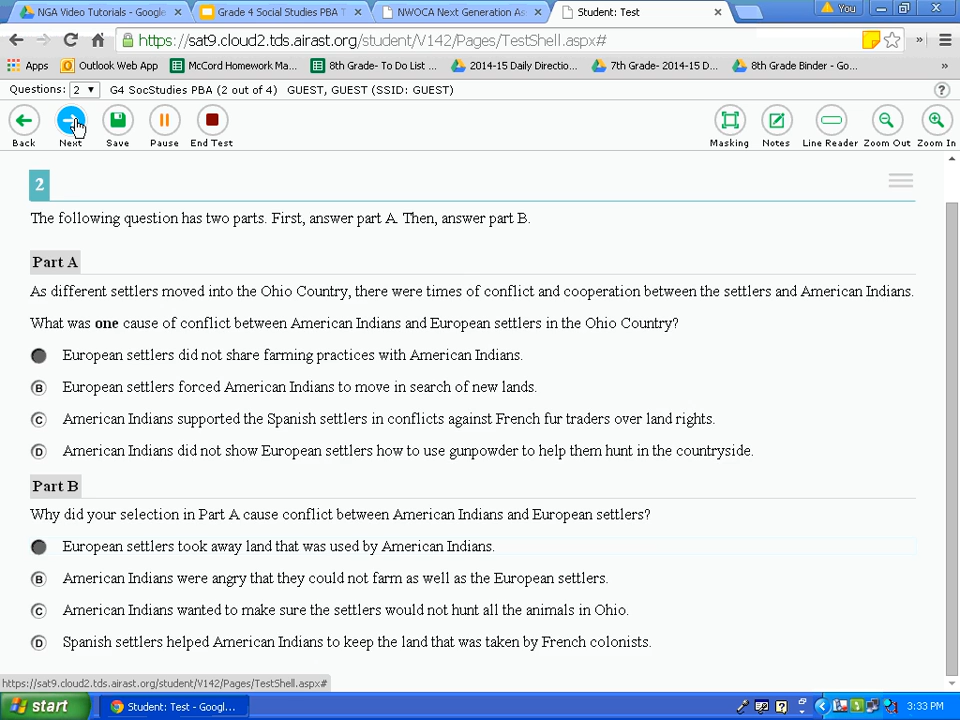 NGA Video Tutorials - Google
Grade 4 Social Studies PBA T
NWOCA Next Generation As
Student: Test
You
https://sat9.cloud2.tds.airast.org/student/V142/Pages/TestShell.aspx#
Apps
Outlook Web App
McCord Homework Ma...
8th Grade- To Do List ...
2014-15 Daily Directio...
7th Grade- 2014-15 D...
8th Grade Binder - Go...
Questions: 2
G4 SocStudies PBA (2 out of 4)
GUEST, GUEST (SSID: GUEST)
Back
Next
Save
Pause
End Test
Masking
Notes
Line Reader
Zoom Out
Zoom In
2
The following question has two parts. First, answer part A. Then, answer part B.
Part A
As different settlers moved into the Ohio Country, there were times of conflict and cooperation between the settlers and American Indians.
What was one cause of conflict between American Indians and European settlers in the Ohio Country?
European settlers did not share farming practices with American Indians.
B European settlers forced American Indians to move in search of new lands.
C American Indians supported the Spanish settlers in conflicts against French fur traders over land rights.
D American Indians did not show European settlers how to use gunpowder to help them hunt in the countryside.
Part B
Why did your selection in Part A cause conflict between American Indians and European settlers?
European settlers took away land that was used by American Indians.
B American Indians were angry that they could not farm as well as the European settlers.
C American Indians wanted to make sure the settlers would not hunt all the animals in Ohio.
D Spanish settlers helped American Indians to keep the land that was taken by French colonists.
https://sat9.cloud2.tds.airast.org/student/V142/Pages/TestShell.aspx#
start
Student: Test - Googl...
3:33 PM